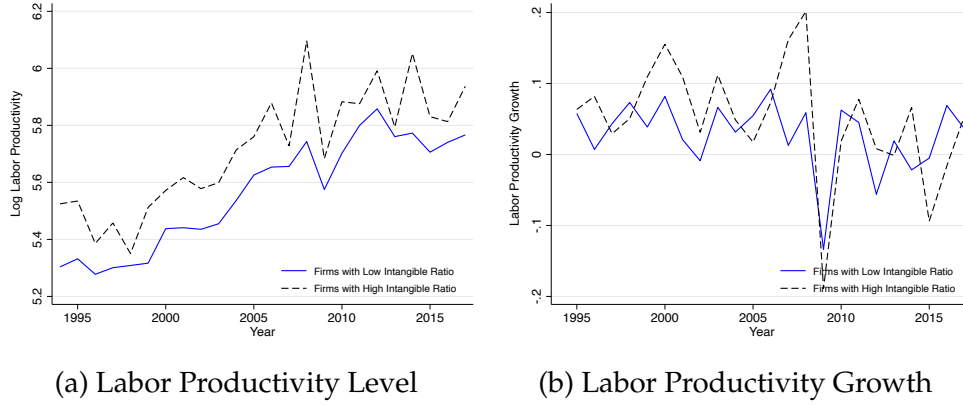 6.2
6
5.8
5.6
5.4
5.2
Log Labor Productivity
Firms with Low Intangible Ratio
Firms with High Intangible Ratio
1995 2000 2005 2010 2015
Year
(a) Labor Productivity Level
.2
.1
0
-.1
-.2
Labor Productivity Growth
Firms with Low Intangible Ratio
Firms with High Intangible Ratio
1995 2000 2005 2010 2015
Year
(b) Labor Productivity Growth